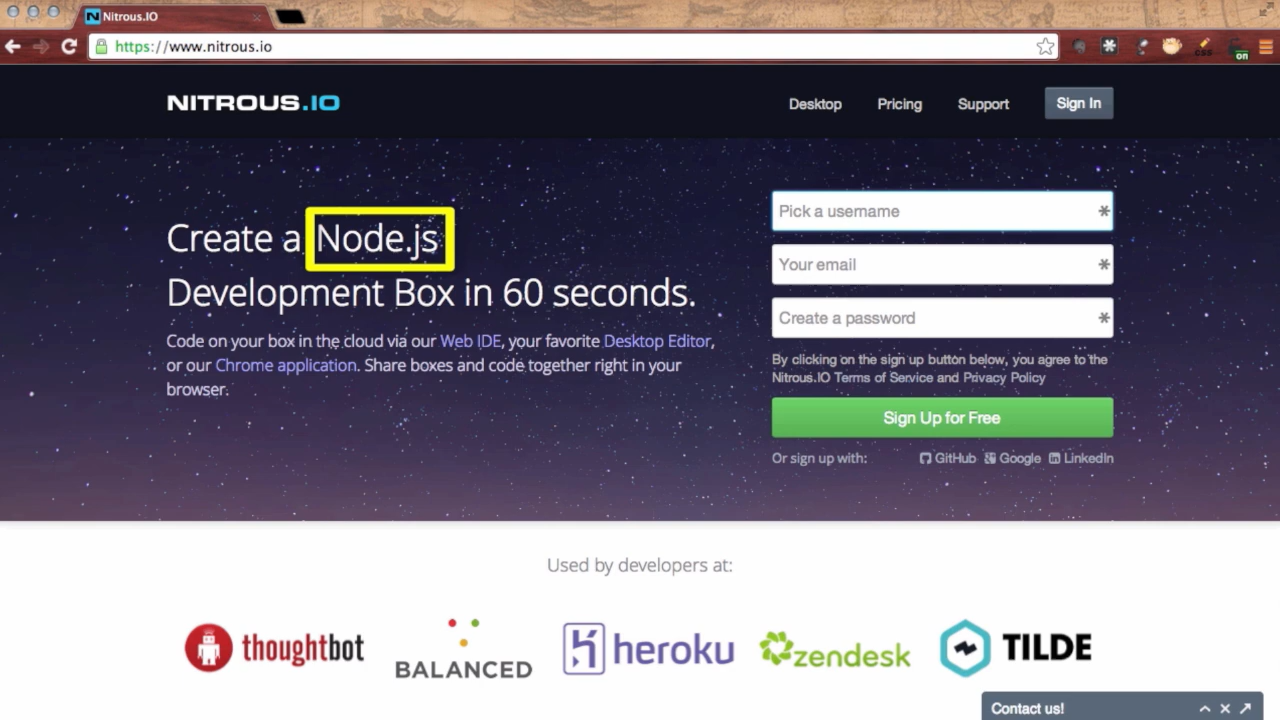 Nitrous.IO
https://www.nitrous.io
css
on
NITROUS.IO
Desktop Pricing Support Sign In
Create a Node.js
Development Box in 60 seconds.
Code on your box in the cloud via our Web IDE, your favorite Desktop Editor,
or our Chrome application. Share boxes and code together right in your
browser.
Pick a username
Your email
Create a password
By clicking on the sign up button below, you agree to the
Nitrous.IO Terms of Service and Privacy Policy
Sign Up for Free
Or sign up with: GitHub Google LinkedIn
Used by developers at:
thoughtbot BALANCED heroku zendesk TILDE
Contact us!